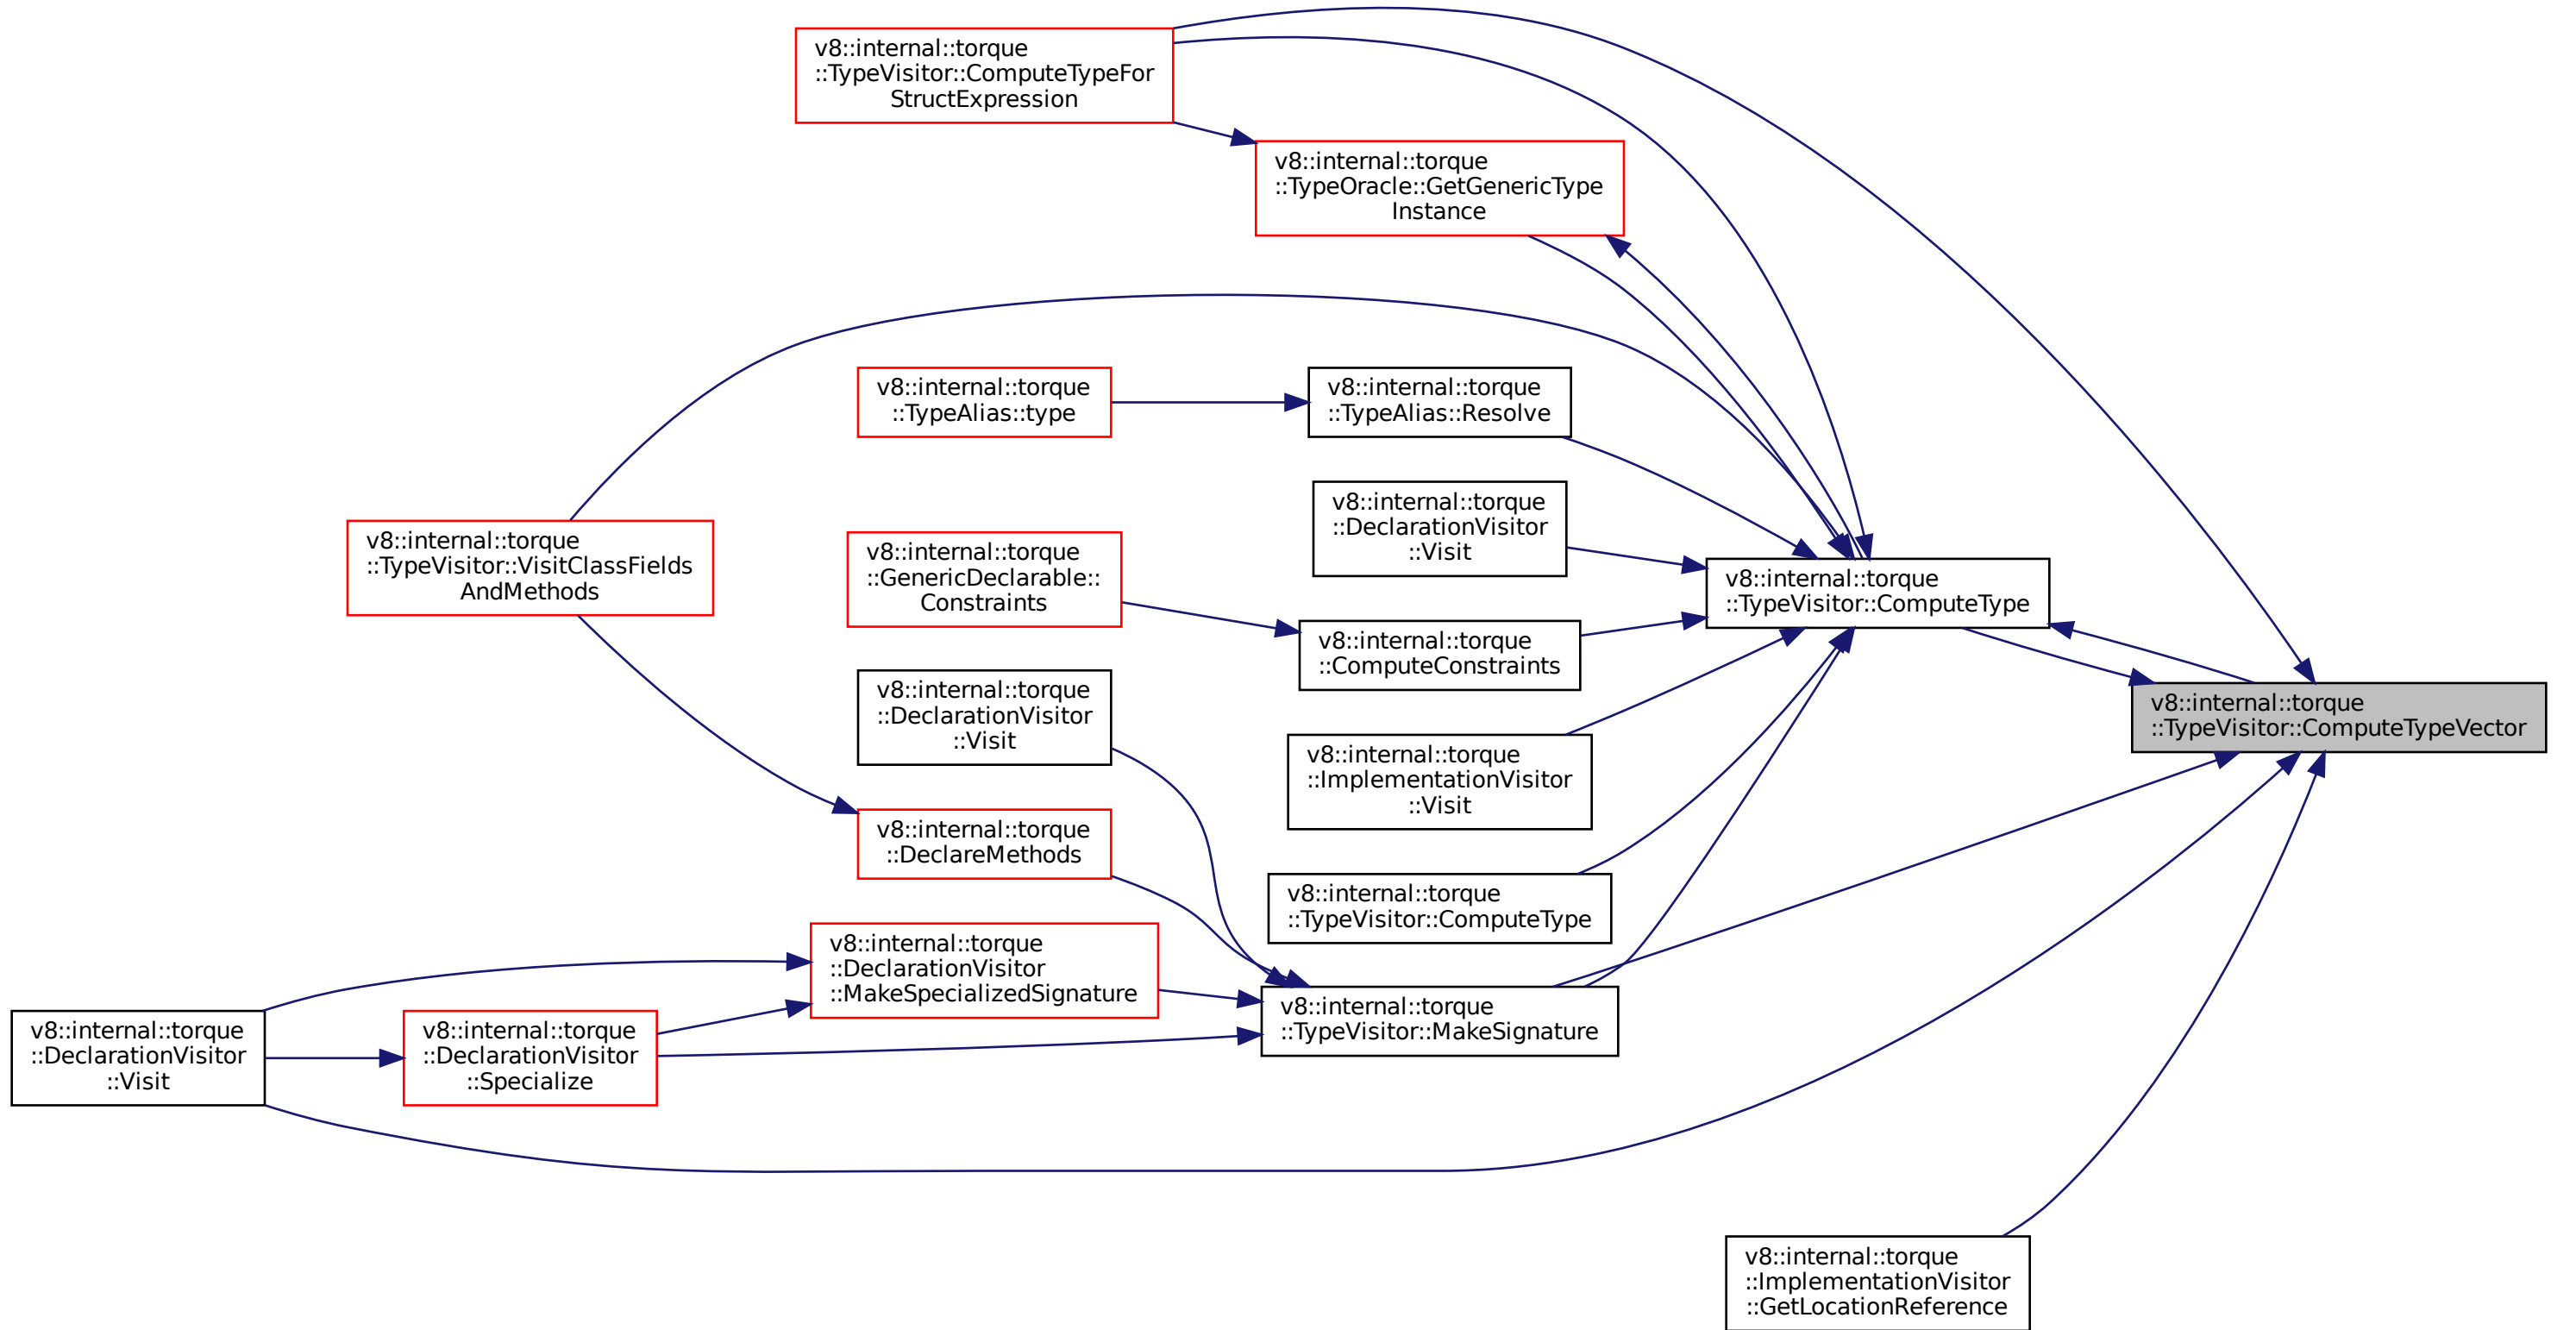 v8::internal::torque
::TypeVisitor::ComputeTypeFor
StructExpression
v8::internal::torque
::TypeOracle::GetGenericType
Instance
v8::internal::torque
::TypeAlias::type
v8::internal::torque
::TypeAlias::Resolve
v8::internal::torque
::DeclarationVisitor
::Visit
v8::internal::torque
::TypeVisitor::VisitClassFields
AndMethods
v8::internal::torque
::GenericDeclarable::
Constraints
v8::internal::torque
::TypeVisitor::ComputeType
v8::internal::torque
::ComputeConstraints
v8::internal::torque
::DeclarationVisitor
::Visit
v8::internal::torque
::TypeVisitor::ComputeTypeVector
v8::internal::torque
::ImplementationVisitor
::Visit
v8::internal::torque
::DeclareMethods
v8::internal::torque
::TypeVisitor::ComputeType
v8::internal::torque
::DeclarationVisitor
::MakeSpecializedSignature
v8::internal::torque
::TypeVisitor::MakeSignature
v8::internal::torque
::DeclarationVisitor
::Visit
v8::internal::torque
::DeclarationVisitor
::Specialize
v8::internal::torque
::ImplementationVisitor
::GetLocationReference